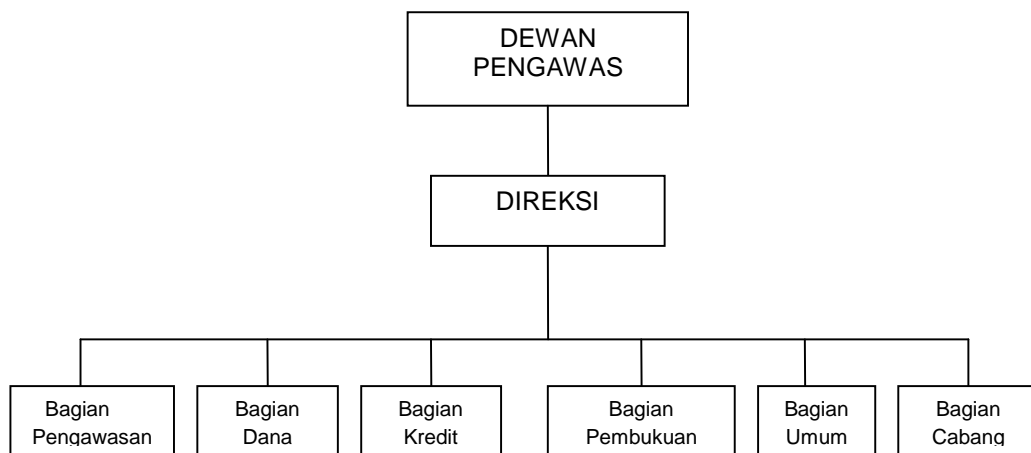 DEWAN
PENGAWAS
DIREKSI
Bagian
Pengawasan
Bagian
Dana
Bagian
Kredit
Bagian
Pembukuan
Bagian
Umum
Bagian
Cabang